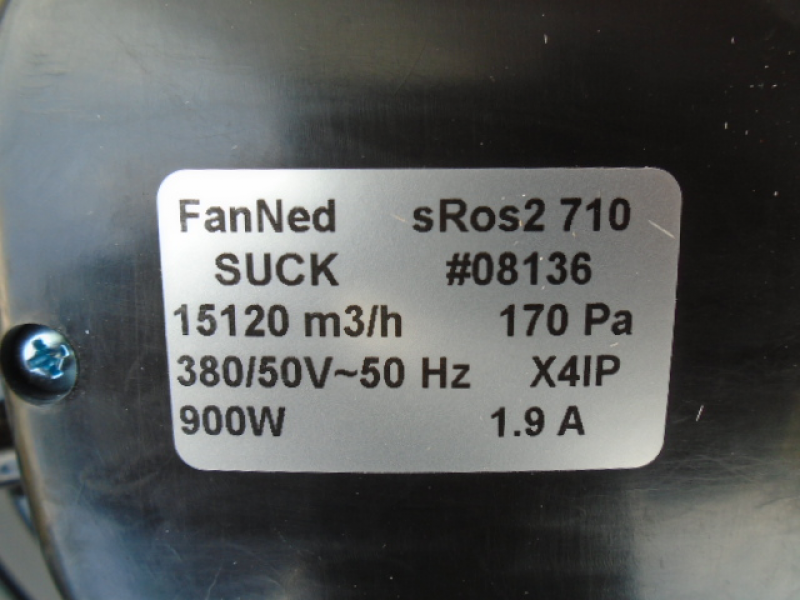 FanNed sRos2 710
SUCK #08136
15120 m3/h 170 Pa
380/50V~50 Hz X4IP
900W 1.9 A